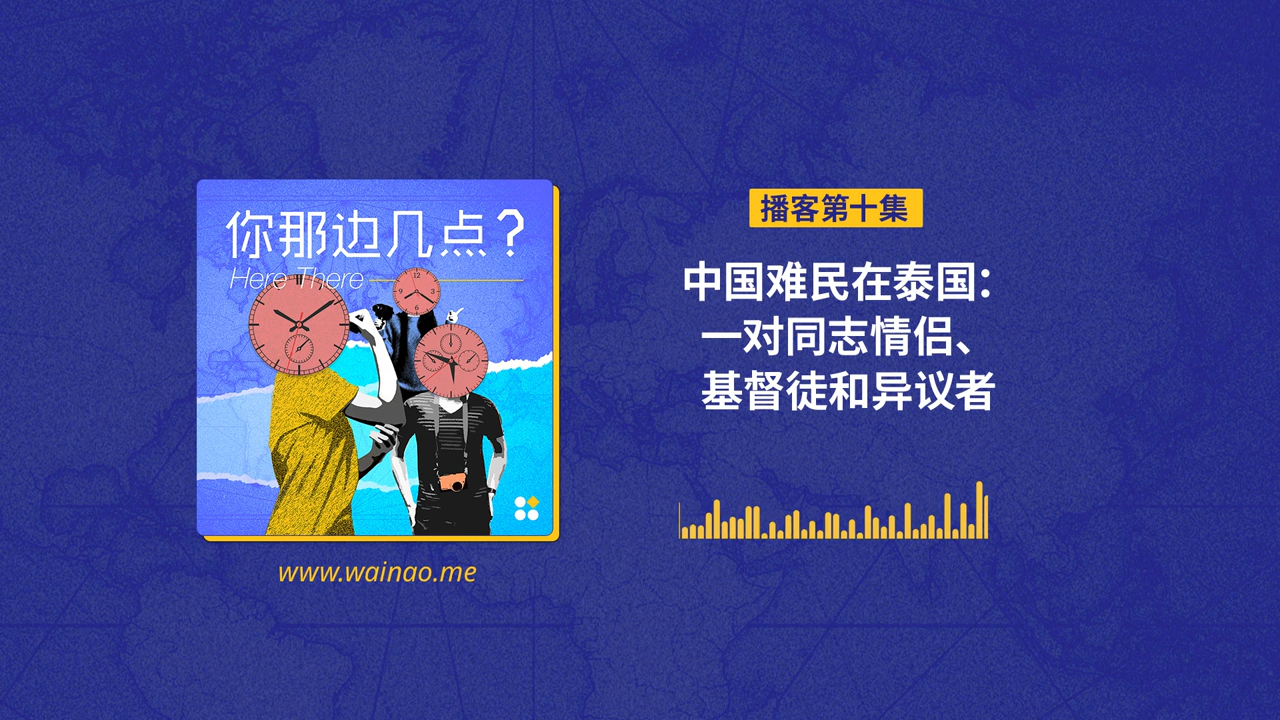 你那边几点？
Here There
www.wainao.me
播客第十集
中国难民在泰国：
一对同志情侣、
基督徒和异议者